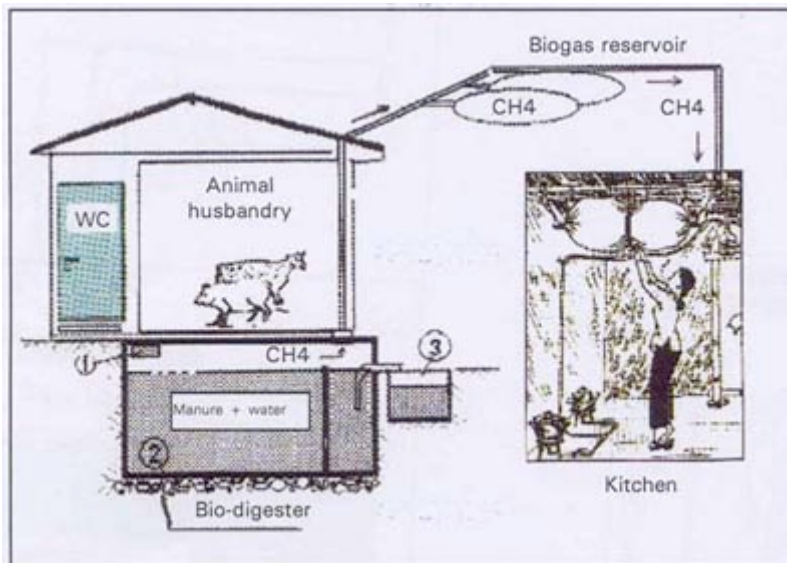 Biogas reservoir
CH4
CH4
Animal
husbandry
WC
①
CH4
③
Manure + water
②
Bio-digester
Kitchen